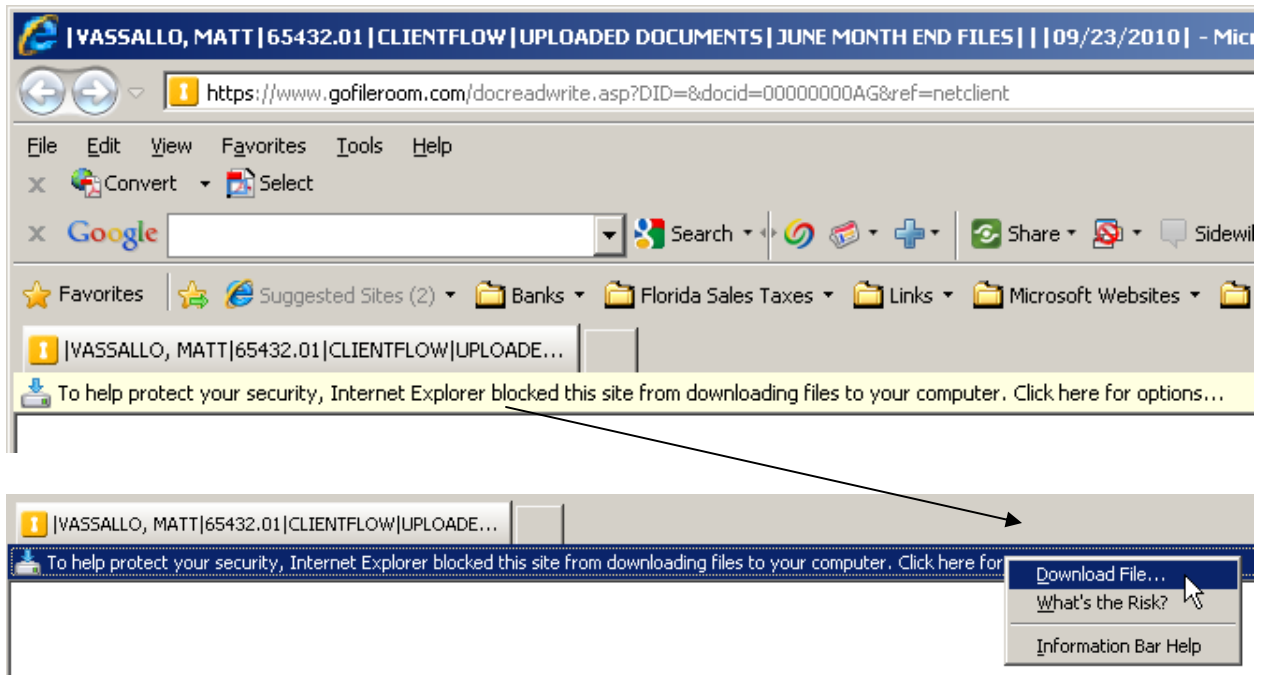 |VASSALLO, MATT|65432.01|CLIENTFLOW|UPLOADED DOCUMENTS|JUNE MONTH END FILES|||09/23/2010| - Micr
https://www.gofileroom.com/docreadwrite.asp?DID=&docid=00000000AG&ref=netclient
File Edit View Favorites Tools Help
x Convert Select
x Google Search Share Sidewil
Favorites Suggested Sites (2) Banks Florida Sales Taxes Links Microsoft Websites
|VASSALLO, MATT|65432.01|CLIENTFLOW|UPLOADE...
To help protect your security, Internet Explorer blocked this site from downloading files to your computer. Click here for options...
|VASSALLO, MATT|65432.01|CLIENTFLOW|UPLOADE...
To help protect your security, Internet Explorer blocked this site from downloading files to your computer. Click here for
Download File...
What's the Risk?
Information Bar Help